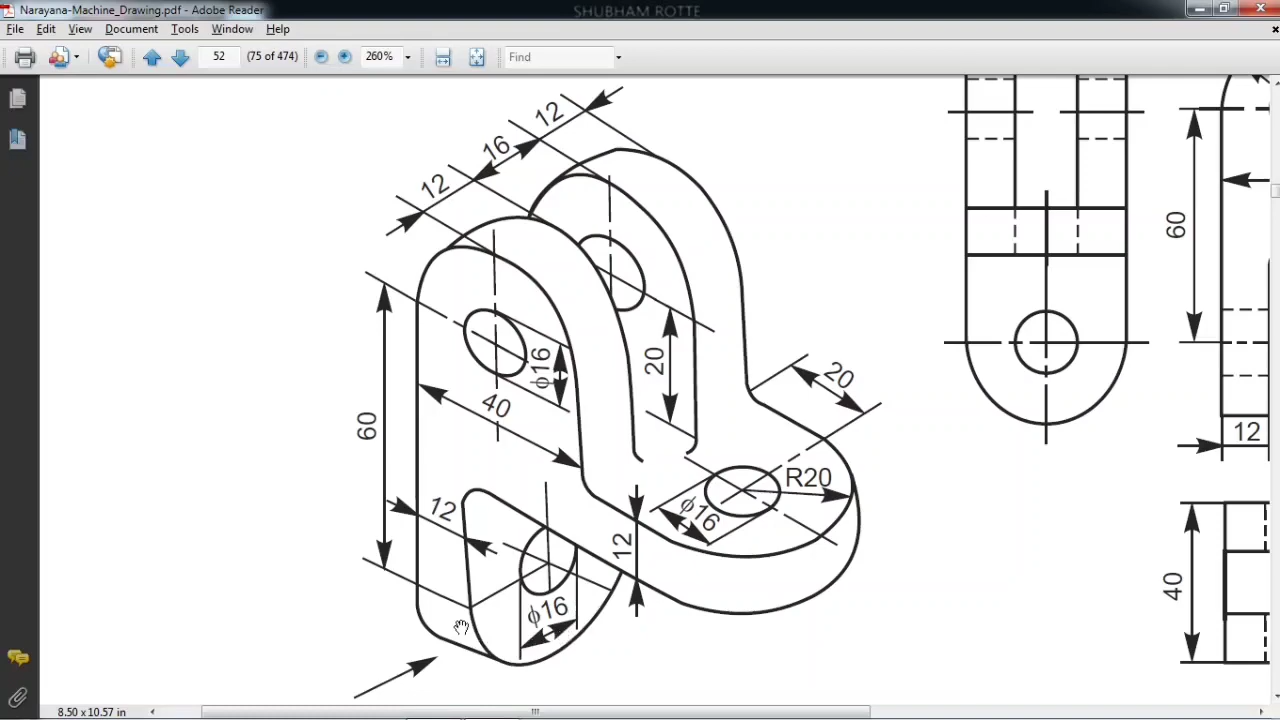 SHUBHAM ROTTE
Narayana-Machine_Drawing.pdf - Adobe Reader
File Edit View Document Tools Window Help
52 (75 of 474) 260% Find
12
16
12
60
ϕ16
40
20
20
R20
ϕ16
12
12
ϕ16
60
12
40
8.50 x 10.57 in